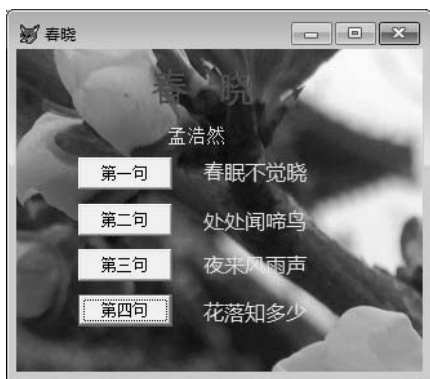 春晓
春 晓
孟浩然
第一句 春眠不觉晓
第二句 处处闻啼鸟
第三句 夜来风雨声
第四句 花落知多少